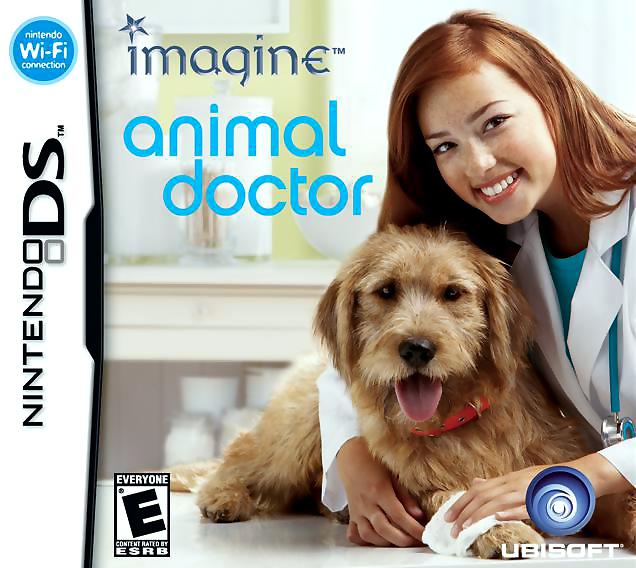 nintendo
Wi-Fi
connection
NINTENDO DS™
imagine™
animal
doctor
EVERYONE
E
®
CONTENT RATED BY
ESRB
UBISOFT®